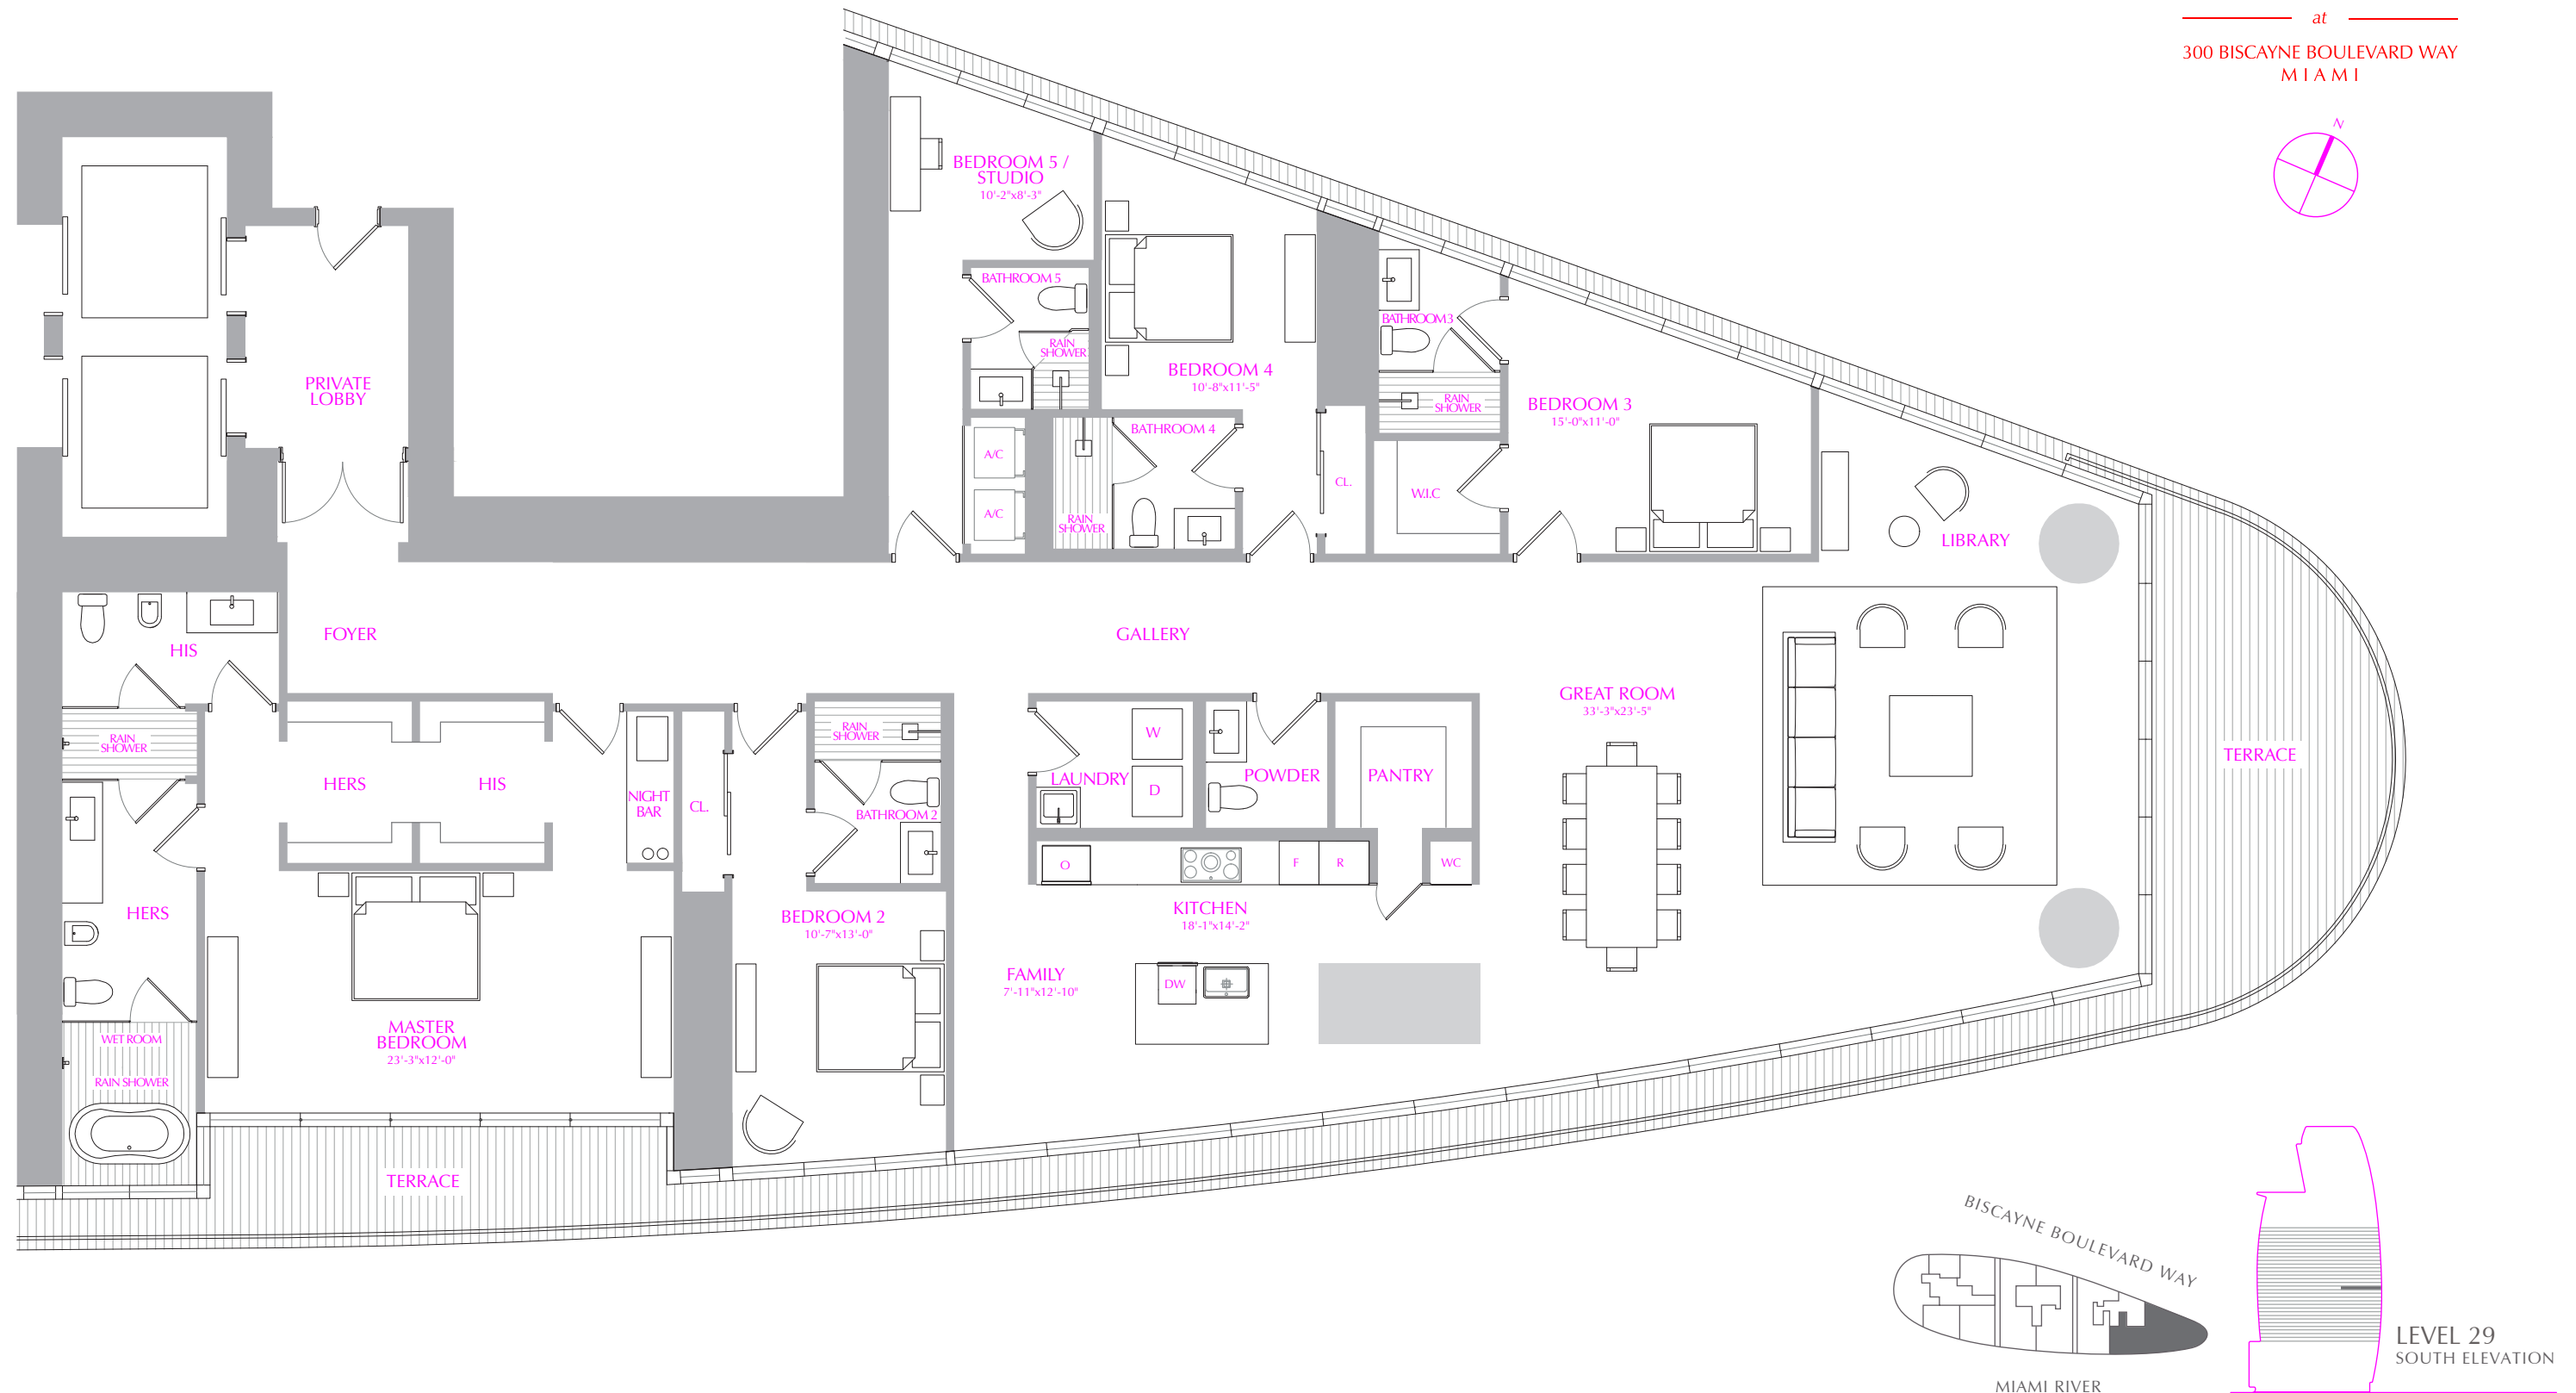 at
300 BISCAYNE BOULEVARD WAY
MIAMI
N
BEDROOM 5 /
STUDIO
10'-2"x8'-3"
BATHROOM 5
RAIN
SHOWER
BEDROOM 4
10'-8"x11'-5"
BATHROOM 4
RAIN
SHOWER
A/C
A/C
CL.
BATHROOM3
RAIN
SHOWER
W.I.C
BEDROOM 3
15'-0"x11'-0"
LIBRARY
PRIVATE
LOBBY
FOYER
GALLERY
HIS
RAIN
SHOWER
HERS
HIS
NIGHT
BAR
CL.
RAIN
SHOWER
BATHROOM 2
LAUNDRY
W
D
POWDER
PANTRY
GREAT ROOM
33'-3"x23'-5"
TERRACE
O
F
R
WC
HERS
BEDROOM 2
10'-7"x13'-0"
KITCHEN
18'-1"x14'-2"
FAMILY
7'-11"x12'-10"
DW
MASTER
BEDROOM
23'-3"x12'-0"
WET ROOM
RAIN SHOWER
TERRACE
BISCAYNE BOULEVARD WAY
MIAMI RIVER
LEVEL 29
SOUTH ELEVATION